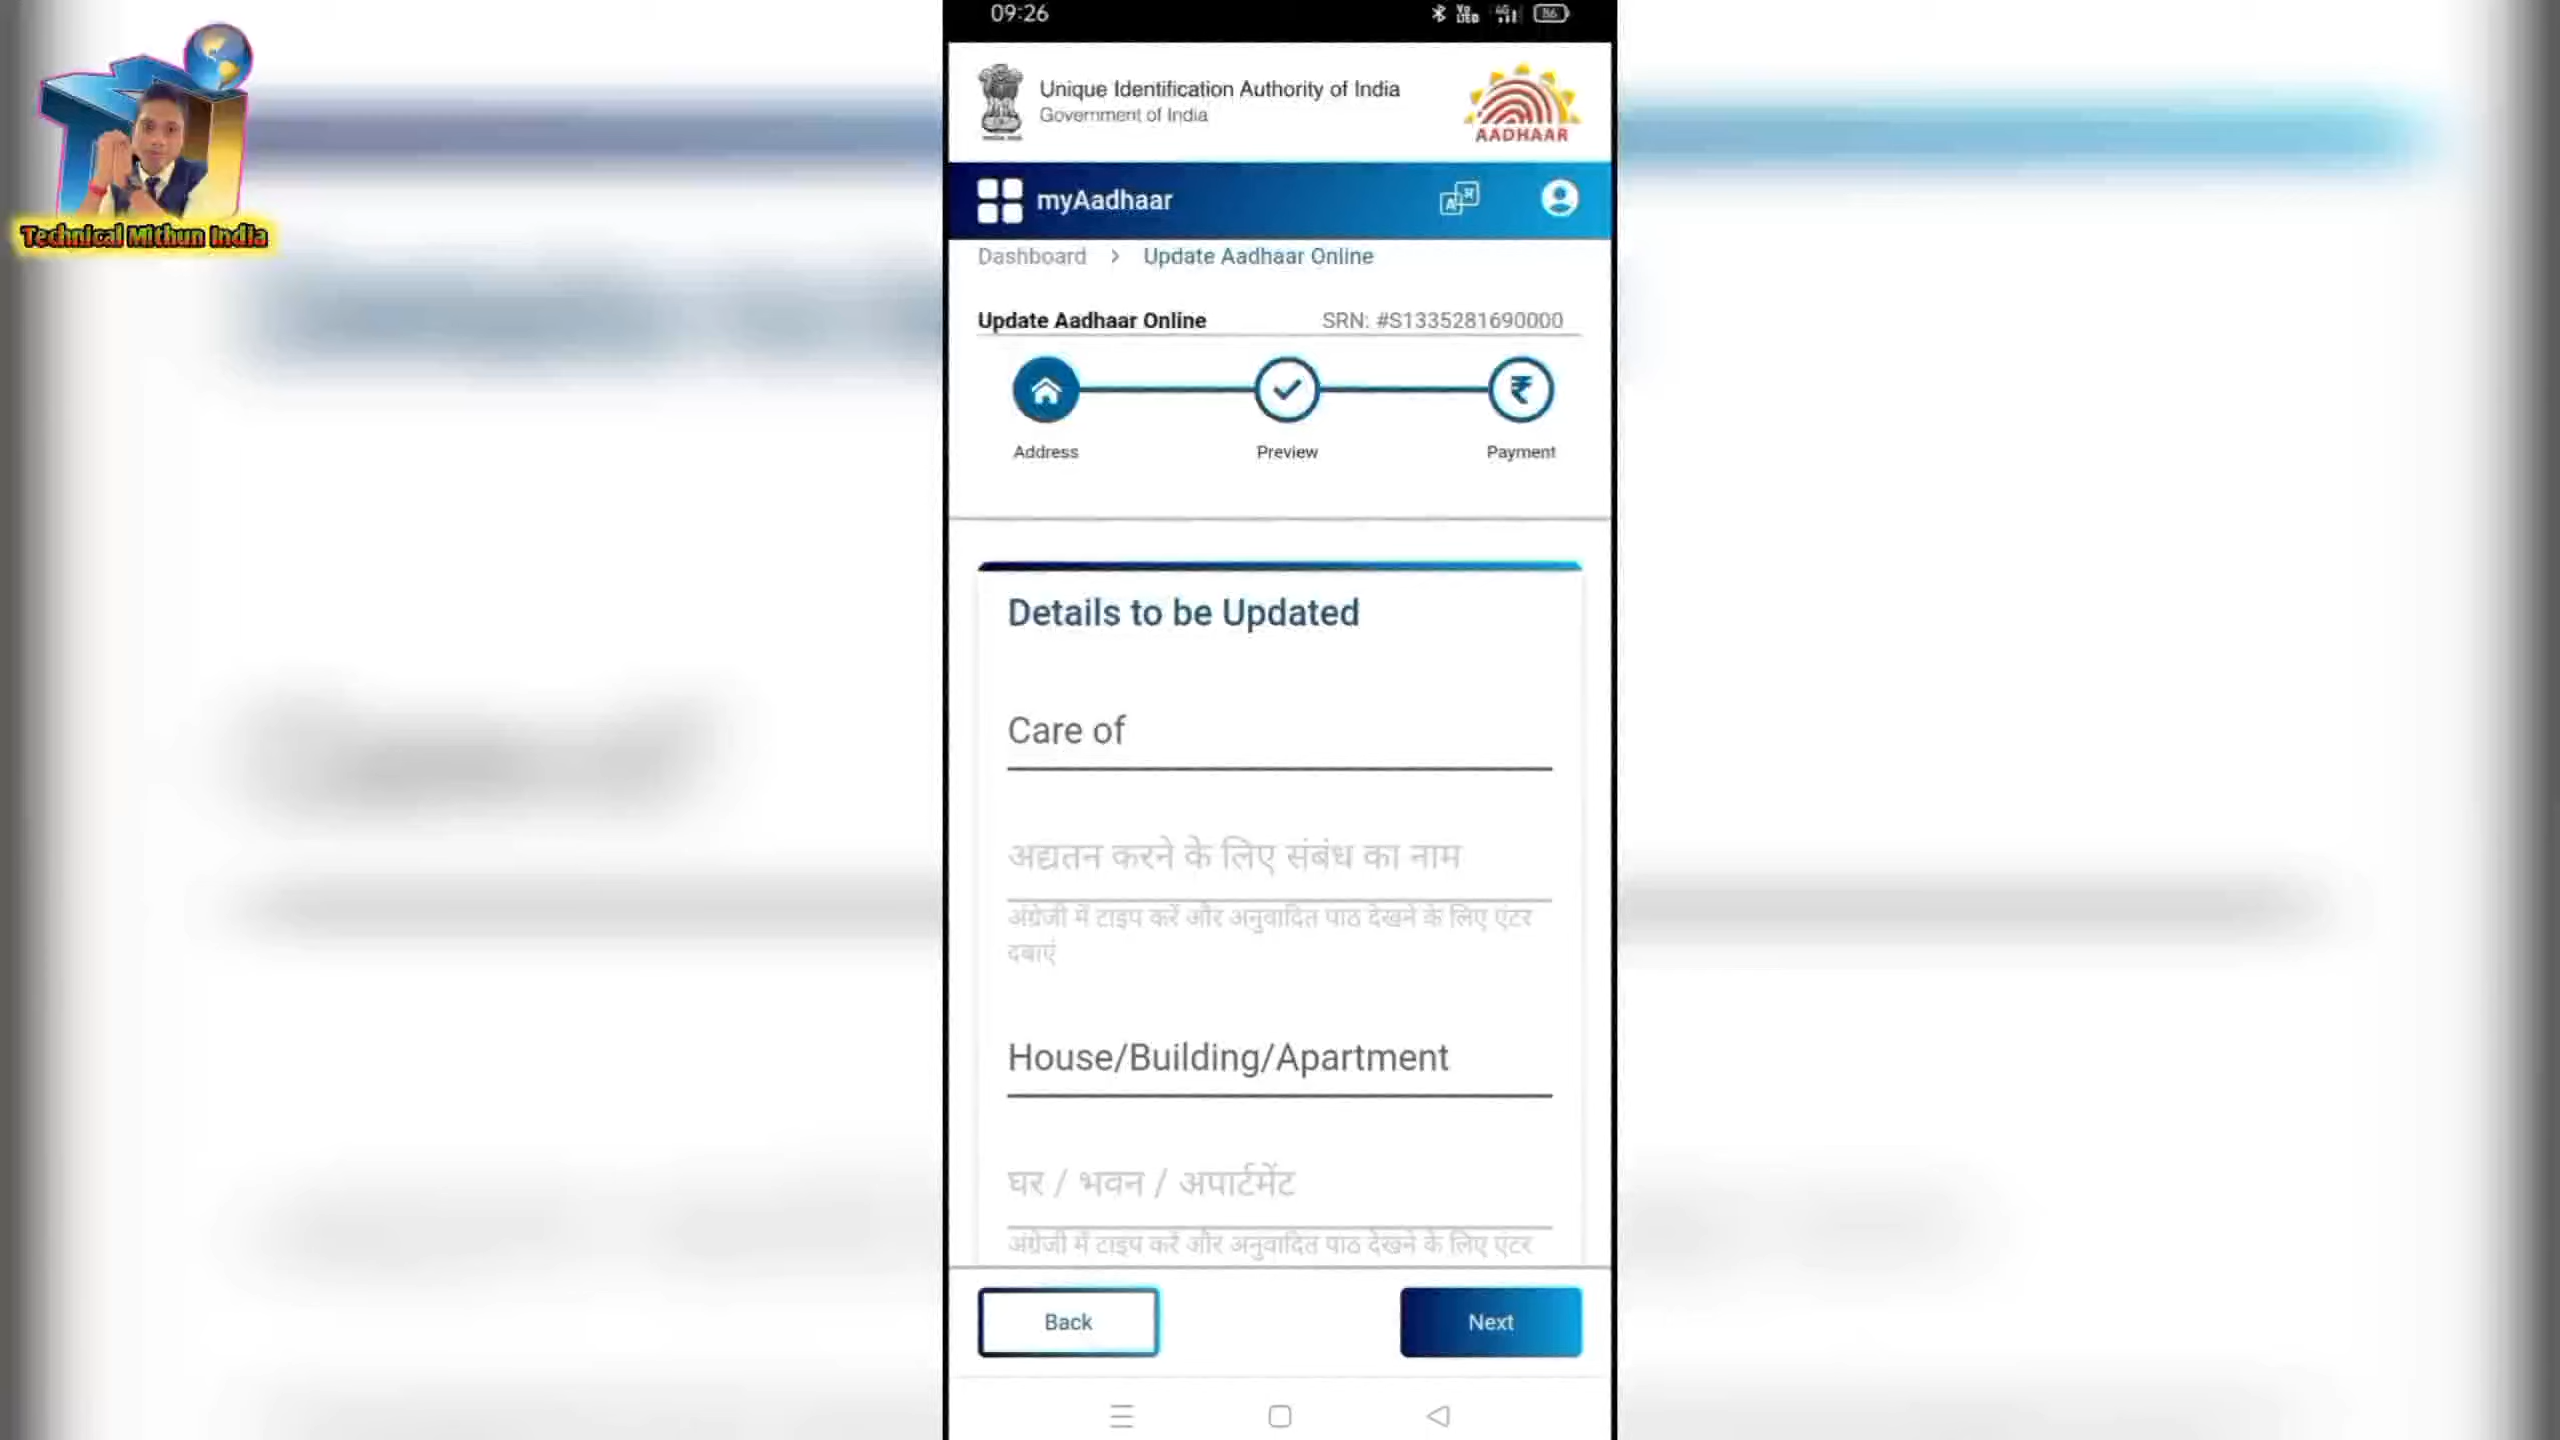 09:26
86
Unique Identification Authority of India
Government of India
AADHAAR
myAadhaar
Dashboard > Update Aadhaar Online
Update Aadhaar Online SRN: #S1335281690000
Address Preview Payment
Details to be Updated
Care of
अद्यतन करने के लिए संबंध का नाम
अंग्रेजी में टाइप करें और अनुवादित पाठ देखने के लिए एंटर
दबाएं
House/Building/Apartment
घर / भवन / अपार्टमेंट
अंग्रेजी में टाइप करें और अनुवादित पाठ देखने के लिए एंटर
Back Next
Technical Mithun India